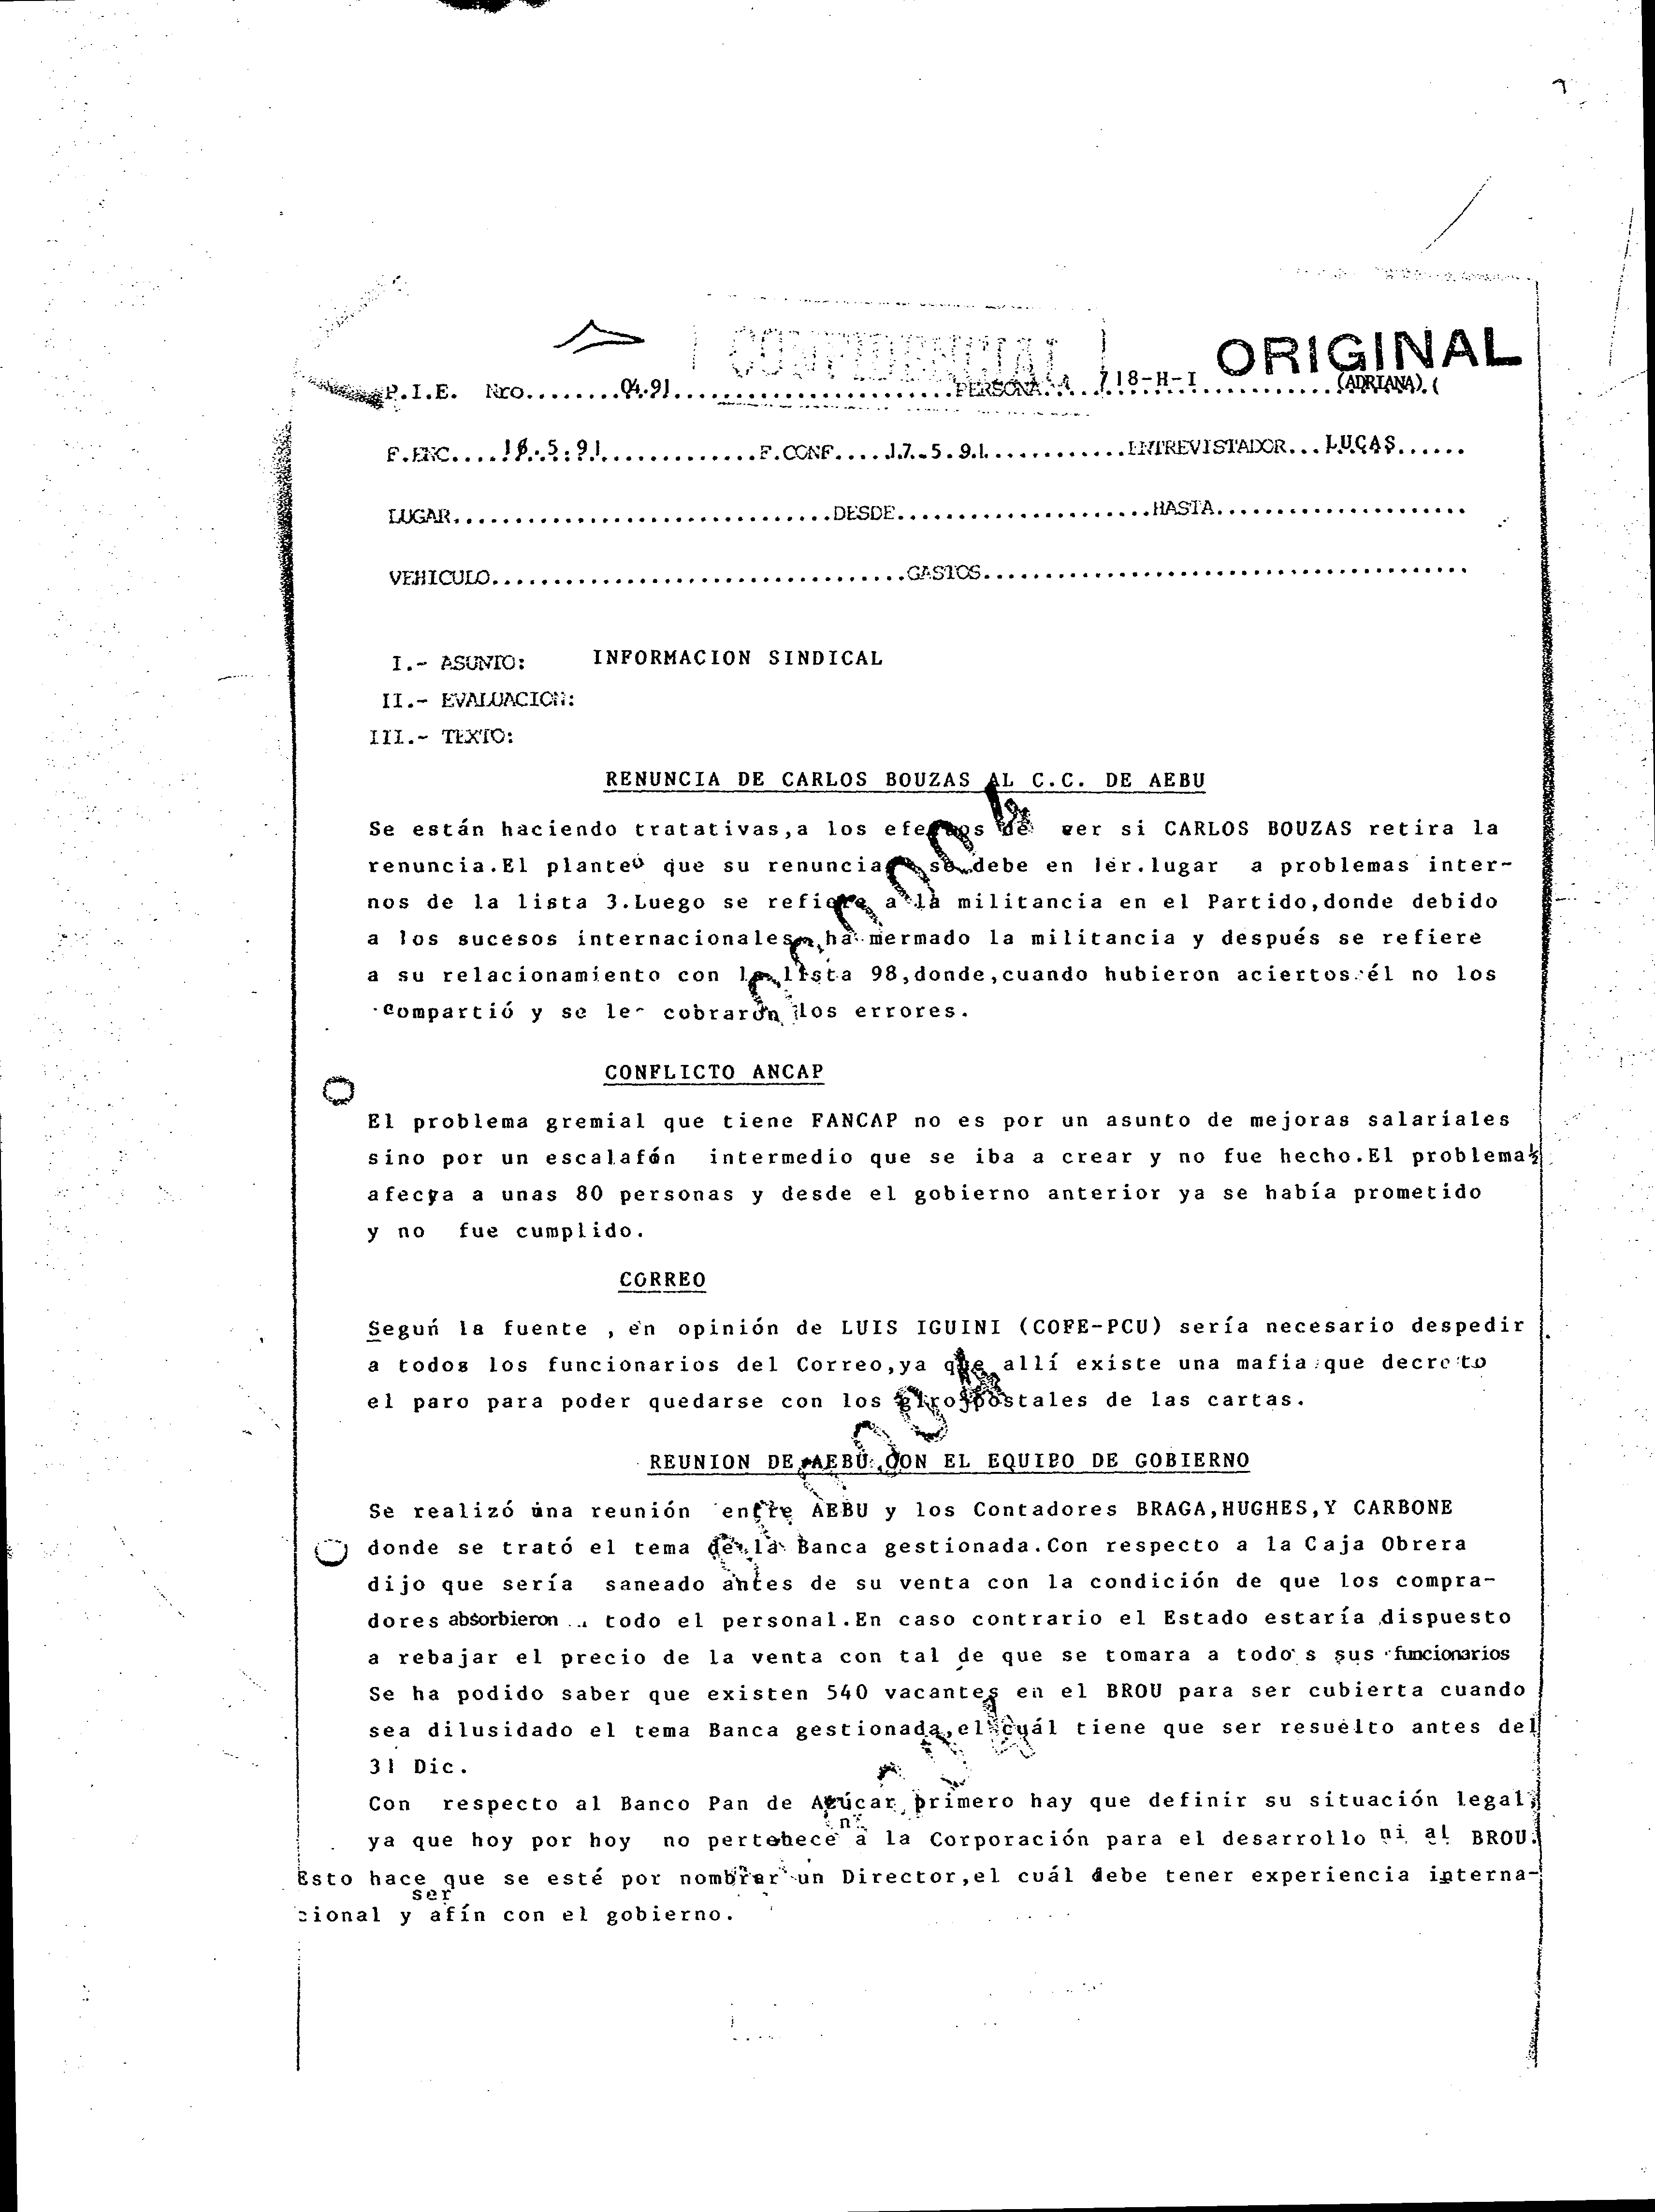 CONFIDENCIAL
ORIGINAL
P.I.E. Nro........04.91.......................PERSONA.....718-H-I............(ADRIANA).(
F.ENC.....5.91.............F.CONF.....17.5.91............ENTREVISTADOR...LUCAS......
LUGAR...............................DESDE.....................HASTA.....................
VEHICULO..................................GASTOS........................................
I.- ASUNTO: INFORMACION SINDICAL
II.- EVALUACION:
III.- TEXTO:
RENUNCIA DE CARLOS BOUZAS AL C.C. DE AEBU
Se están haciendo tratativas,a los efectos de ver si CARLOS BOUZAS retira la
renuncia.El planteo que su renuncia se debe en 1er.lugar a problemas inter-
nos de la lista 3.Luego se refiere a la militancia en el Partido,donde debido
a los sucesos internacionales ha mermado la militancia y después se refiere
a su relacionamiento con la lista 98,donde,cuando hubieron aciertos él no los
compartió y se le cobraron los errores.
CONFLICTO ANCAP
El problema gremial que tiene FANCAP no es por un asunto de mejoras salariales
sino por un escalafón intermedio que se iba a crear y no fue hecho.El problema
afecta a unas 80 personas y desde el gobierno anterior ya se había prometido
y no fue cumplido.
CORREO
Seguń la fuente , en opinión de LUIS IGUINI (COFE-PCU) sería necesario despedir
a todos los funcionarios del Correo,ya que allí existe una mafia que decreto
el paro para poder quedarse con los giros postales de las cartas.
REUNION DE AEBU CON EL EQUIPO DE GOBIERNO
Se realizó una reunión entre AEBU y los Contadores BRAGA,HUGHES,Y CARBONE
donde se trató el tema de la Banca gestionada.Con respecto a la Caja Obrera
dijo que sería saneado antes de su venta con la condición de que los compra-
dores absorbieron todo el personal.En caso contrario el Estado estaría dispuesto
a rebajar el precio de la venta con tal de que se tomara a todo s sus funcionarios
Se ha podido saber que existen 540 vacantes en el BROU para ser cubierta cuando
sea dilusidado el tema Banca gestionada,el cuál tiene que ser resuelto antes del
31 Dic.
Con respecto al Banco Pan de Azúcar primero hay que definir su situación legal,
ya que hoy por hoy no pertenece a la Corporación para el desarrollo ni al BROU.
Esto hace que se esté por nombrar un Director,el cuál debe tener experiencia interna-
cional y ser afín con el gobierno.